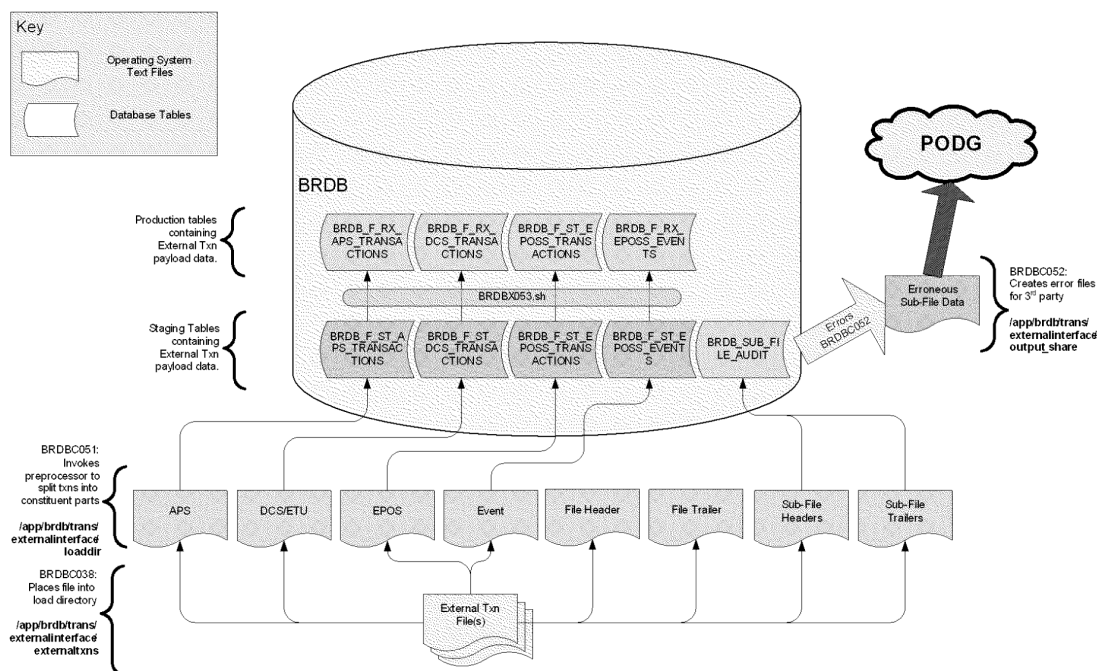 Key
Operating System
Text Files
Database Tables
PODG
BRDB
Production tables
containing
External Txn
payload data.
BRDB_F_RX_
APS_TRANSA
CTIONS
BRDB_F_RX_
DCS_TRANSA
CTIONS
BRDB_F_ST_E
POSS_TRANS
ACTIONS
BRDB_F_RX_
EPOSS_EVEN
TS
BRDBX053.sh
Staging Tables
containing
External Txn
payload data.
BRDB_F_ST_A
PS_TRANSAC
TIONS
BRDB_F_ST_
DCS_TRANSA
CTIONS
BRDB_F_ST_E
POSS_TRANS
ACTIONS
BRDB_F_ST_E
POSS_EVENT
S
BRDB_SUB_FI
LE_AUDIT
Errors
BRDBC052
Erroneous
Sub-File Data
BRDBC052:
Creates error files
for 3rd party
/app/brdb/trans/
externalinterface/
output_share
BRDBC051:
Invokes
preprocessor to
split txns into
constituent parts
/app/brdb/trans/
externalinterface/
loaddir
APS
DCS/ETU
EPOS
Event
File Header
File Trailer
Sub-File
Headers
Sub-File
Trailers
BRDBC038:
Places file into
load directory
/app/brdb/trans/
externalinterface/
externaltxns
External Txn
File(s)